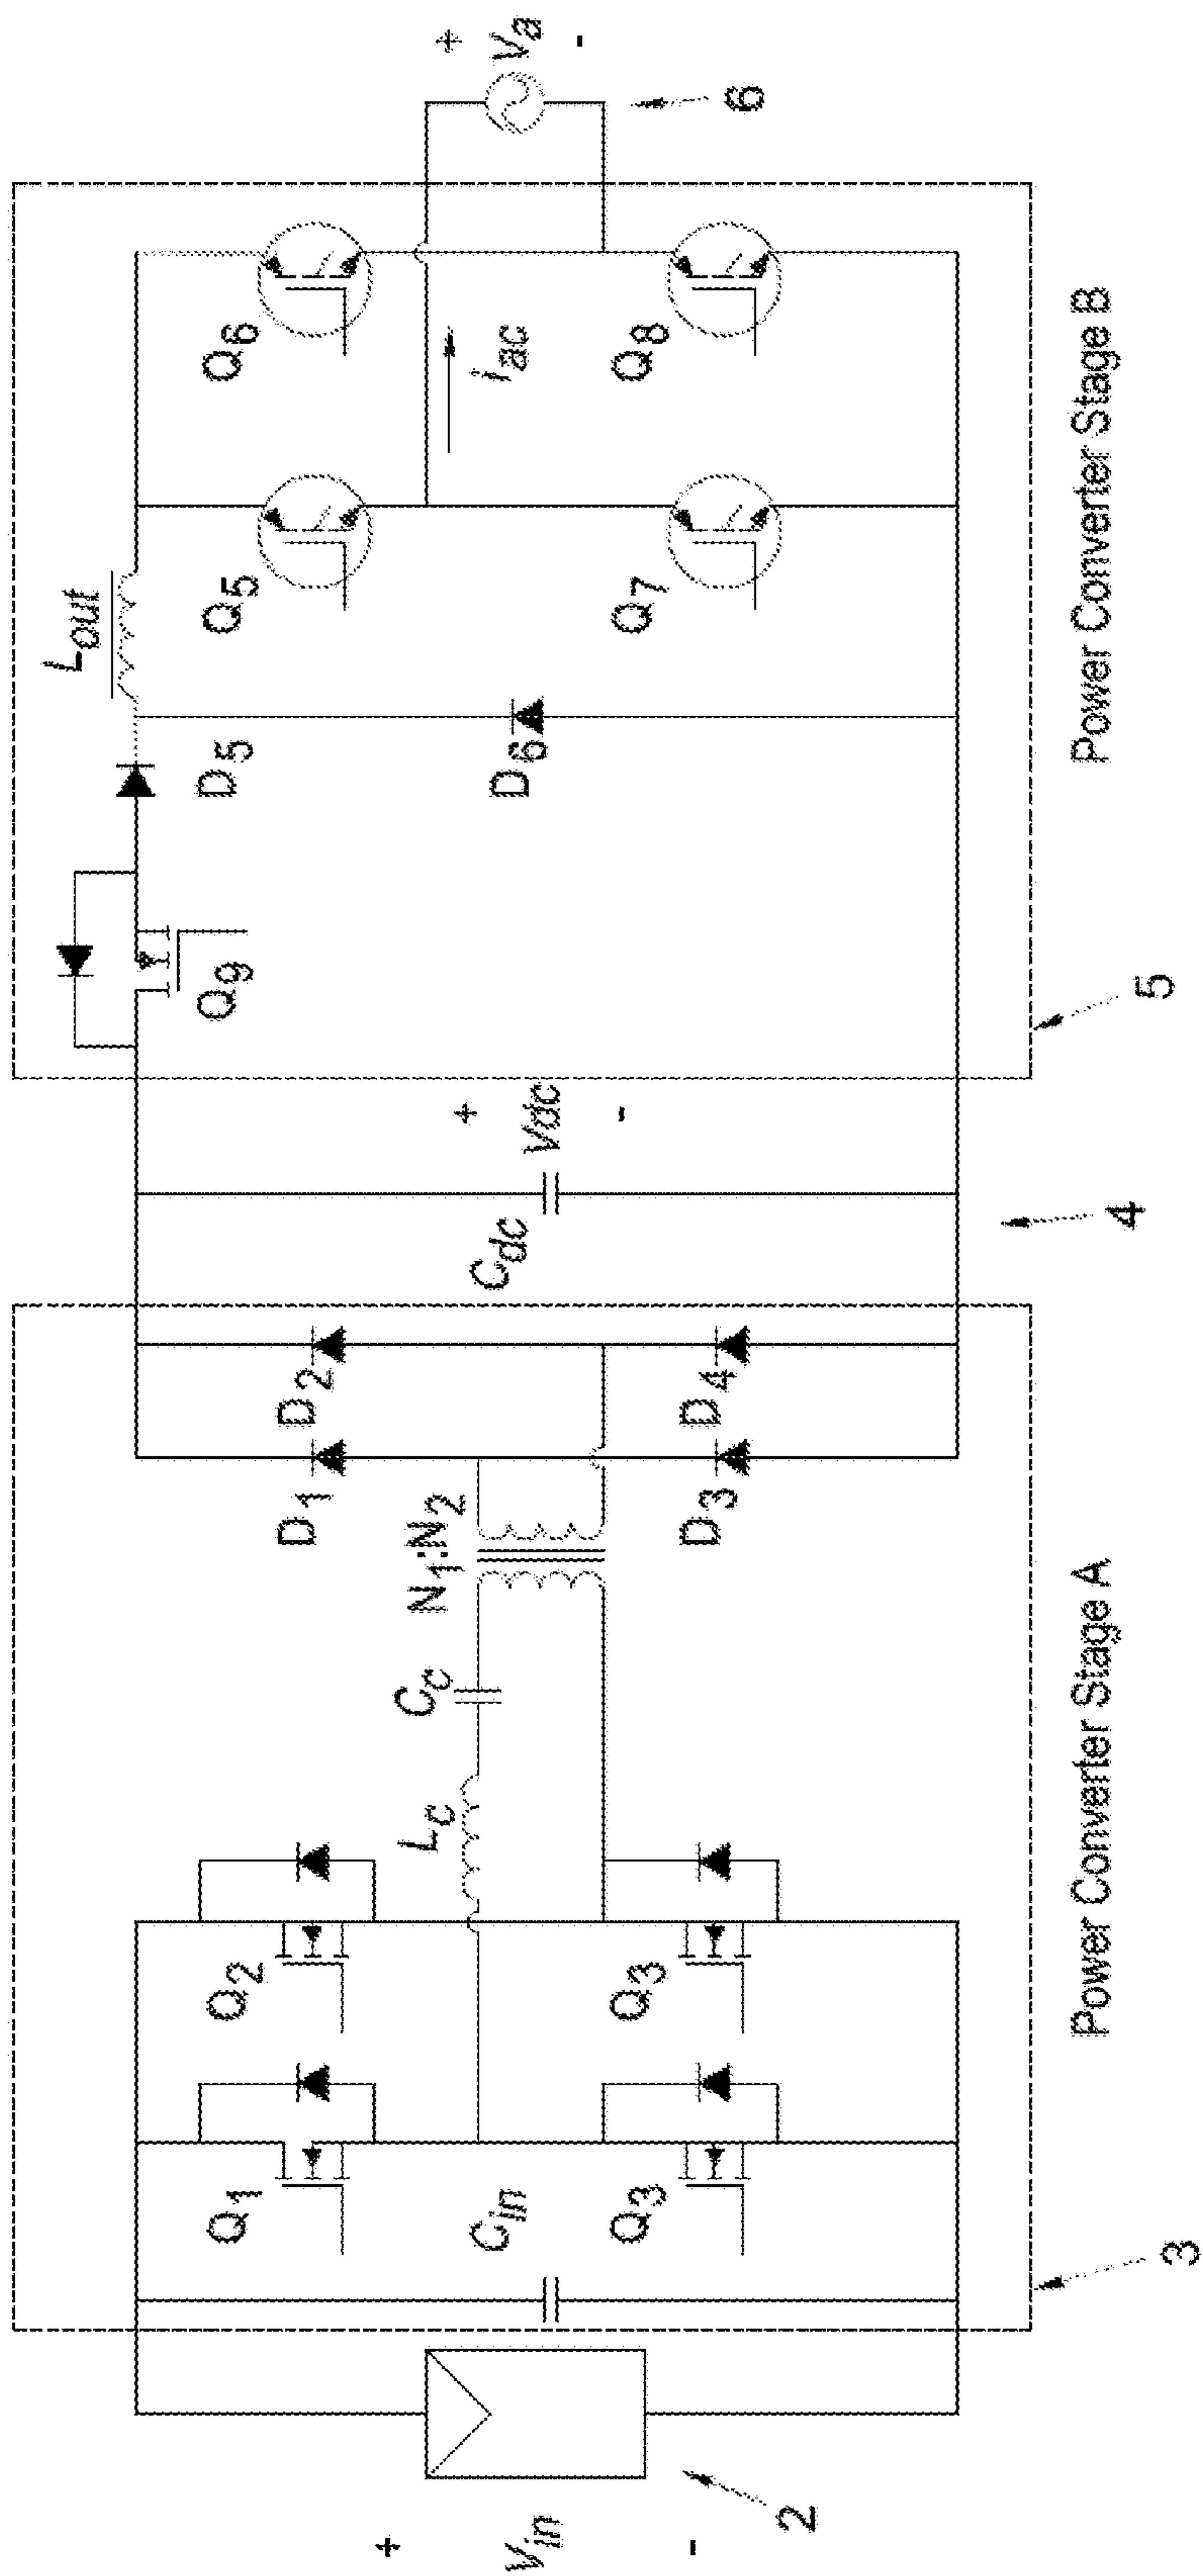 +
Vin
-
2
Cin
Q1
Q2
Q3
Q3
Lc
Cc
N1:N2
D1
D2
D3
D4
3
Power Converter Stage A
Cdc
+
Vdc
-
4
Q9
D5
D6
Lout
Q5
Q6
Q7
Q8
iac
5
Power Converter Stage B
+
Va
-
6